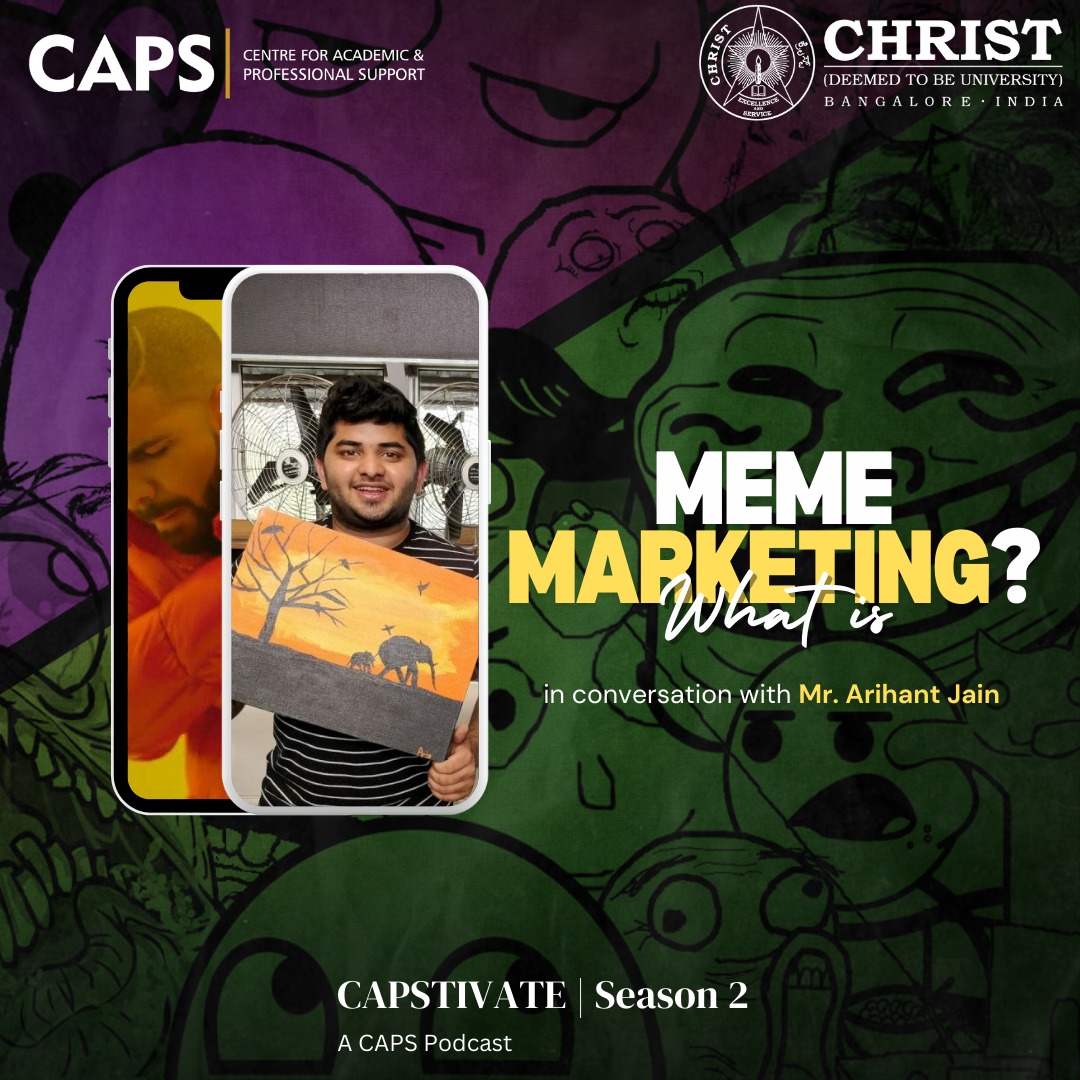 CAPS
CENTRE FOR ACADEMIC &
PROFESSIONAL SUPPORT
CHRIST
EXCELLENCE
AND
SERVICE
CHRIST
(DEEMED TO BE UNIVERSITY)
BANGALORE · INDIA
MEME
MARKETING?
What is
in conversation with Mr. Arihant Jain
CAPSTIVATE | Season 2
A CAPS Podcast